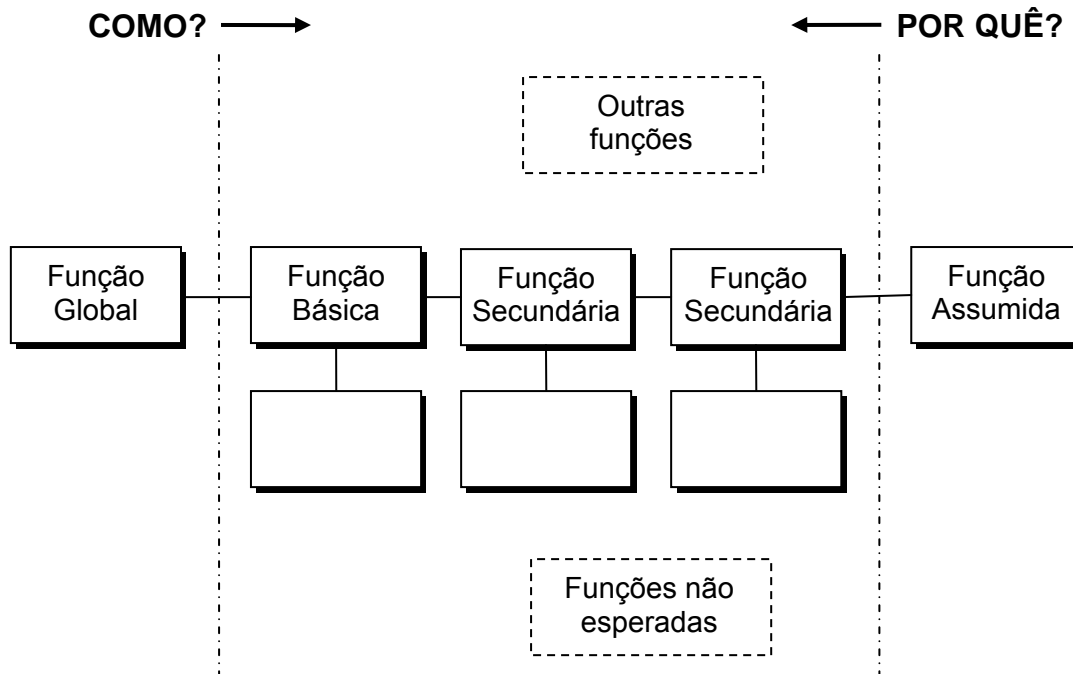 COMO?
POR QUÊ?
Outras
funções
Função
Global
Função
Básica
Função
Secundária
Função
Secundária
Função
Assumida
Funções não
esperadas